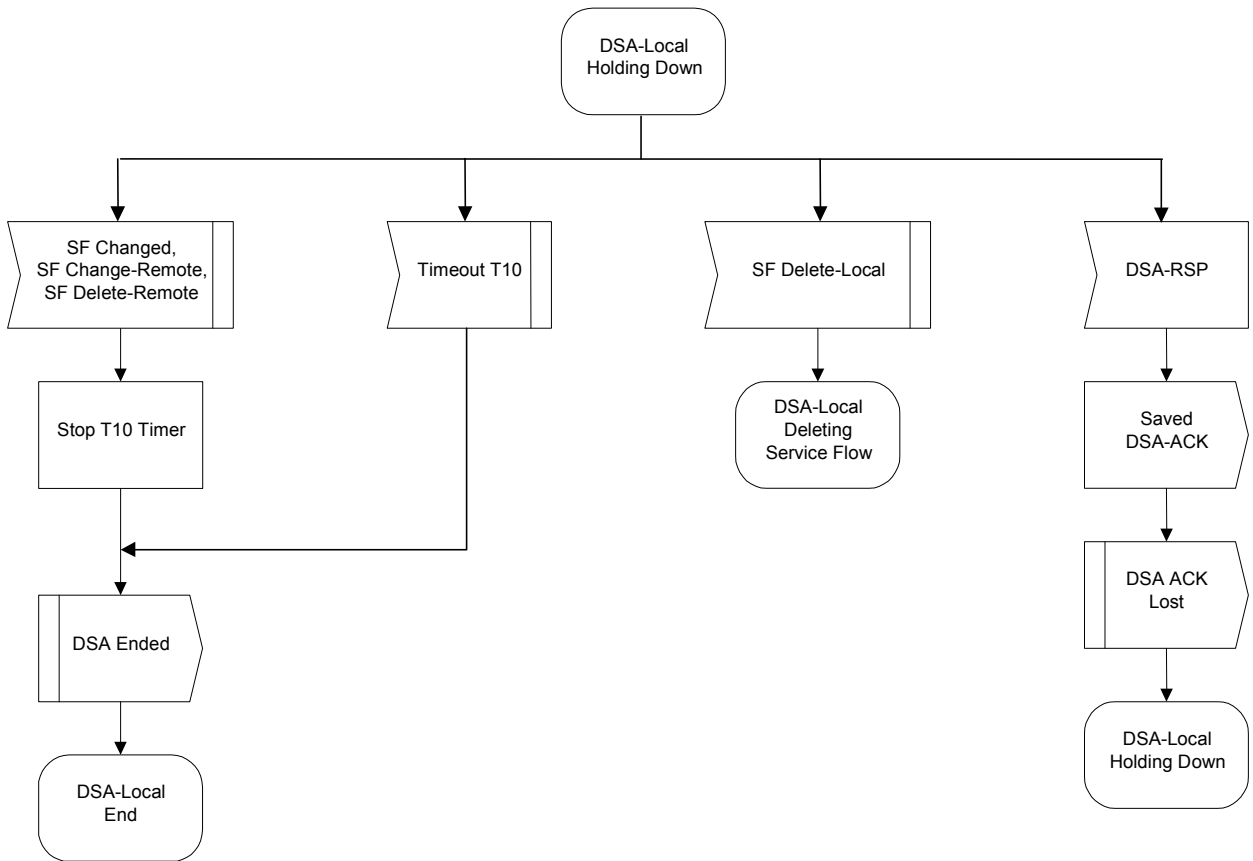 DSA-Local
Holding Down
SF Changed,
SF Change-Remote,
SF Delete-Remote
Timeout T10
SF Delete-Local
DSA-RSP
Stop T10 Timer
DSA-Local
Deleting
Service Flow
Saved
DSA-ACK
DSA Ended
DSA ACK
Lost
DSA-Local
End
DSA-Local
Holding Down